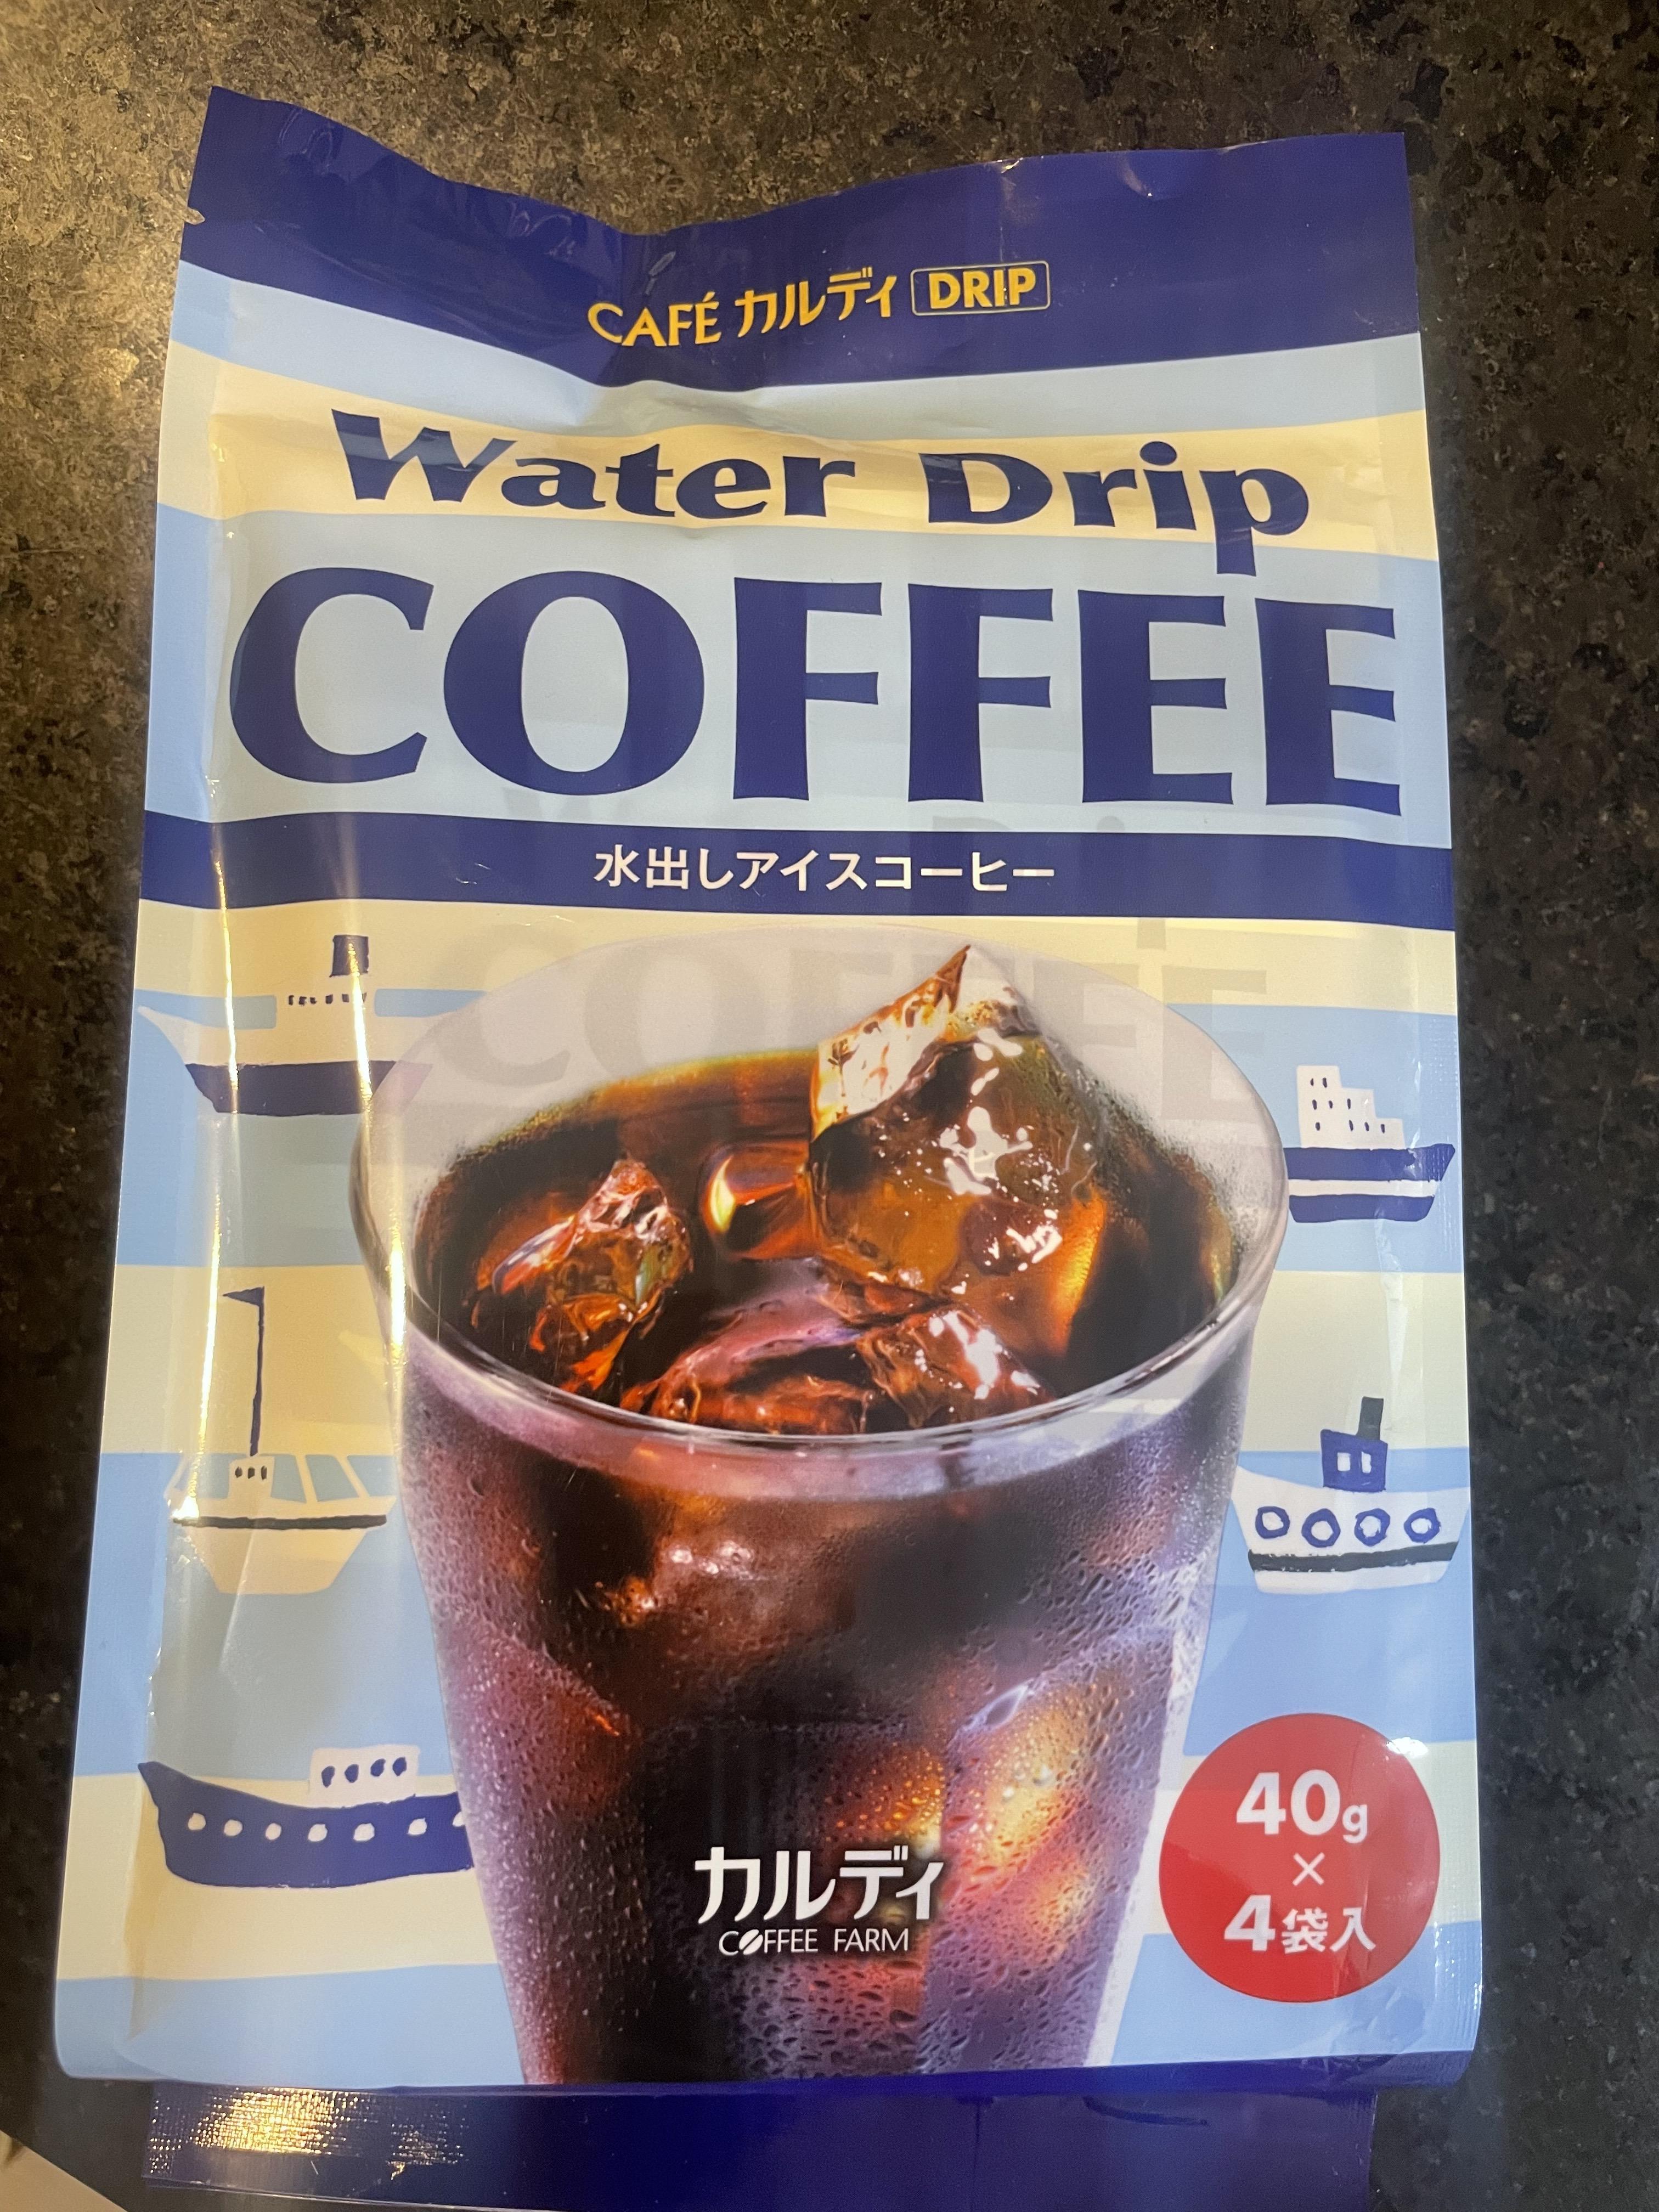 CAFÉ カルディ DRIP
Water Drip
COFFEE
水出しアイスコーヒー
カルディ
COFFEE FARM
40g
×
4袋入